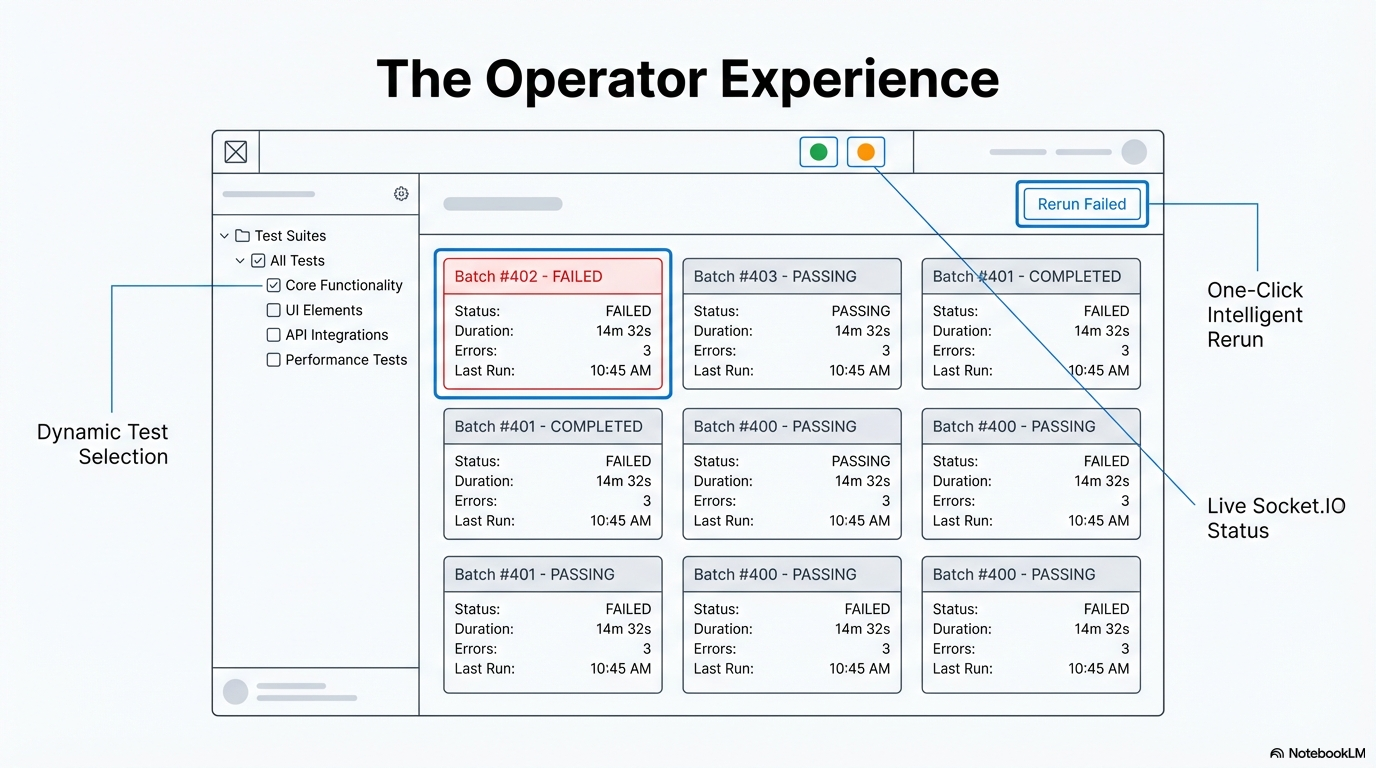 The Operator Experience
Rerun Failed
Test Suites
All Tests
Core Functionality
UI Elements
API Integrations
Performance Tests
Batch #402 - FAILED
Status: FAILED
Duration: 14m 32s
Errors: 3
Last Run: 10:45 AM
Batch #403 - PASSING
Status: PASSING
Duration: 14m 32s
Errors: 3
Last Run: 10:45 AM
Batch #401 - COMPLETED
Status: FAILED
Duration: 14m 32s
Errors: 3
Last Run: 10:45 AM
Batch #401 - COMPLETED
Status: FAILED
Duration: 14m 32s
Errors: 3
Last Run: 10:45 AM
Batch #400 - PASSING
Status: PASSING
Duration: 14m 32s
Errors: 3
Last Run: 10:45 AM
Batch #400 - PASSING
Status: FAILED
Duration: 14m 32s
Errors: 3
Last Run: 10:45 AM
Batch #401 - PASSING
Status: FAILED
Duration: 14m 32s
Errors: 3
Last Run: 10:45 AM
Batch #400 - PASSING
Status: FAILED
Duration: 14m 32s
Errors: 3
Last Run: 10:45 AM
Batch #400 - PASSING
Status: FAILED
Duration: 14m 32s
Errors: 3
Last Run: 10:45 AM
Dynamic Test
Selection
One-Click
Intelligent
Rerun
Live Socket.IO
Status
NotebookLM